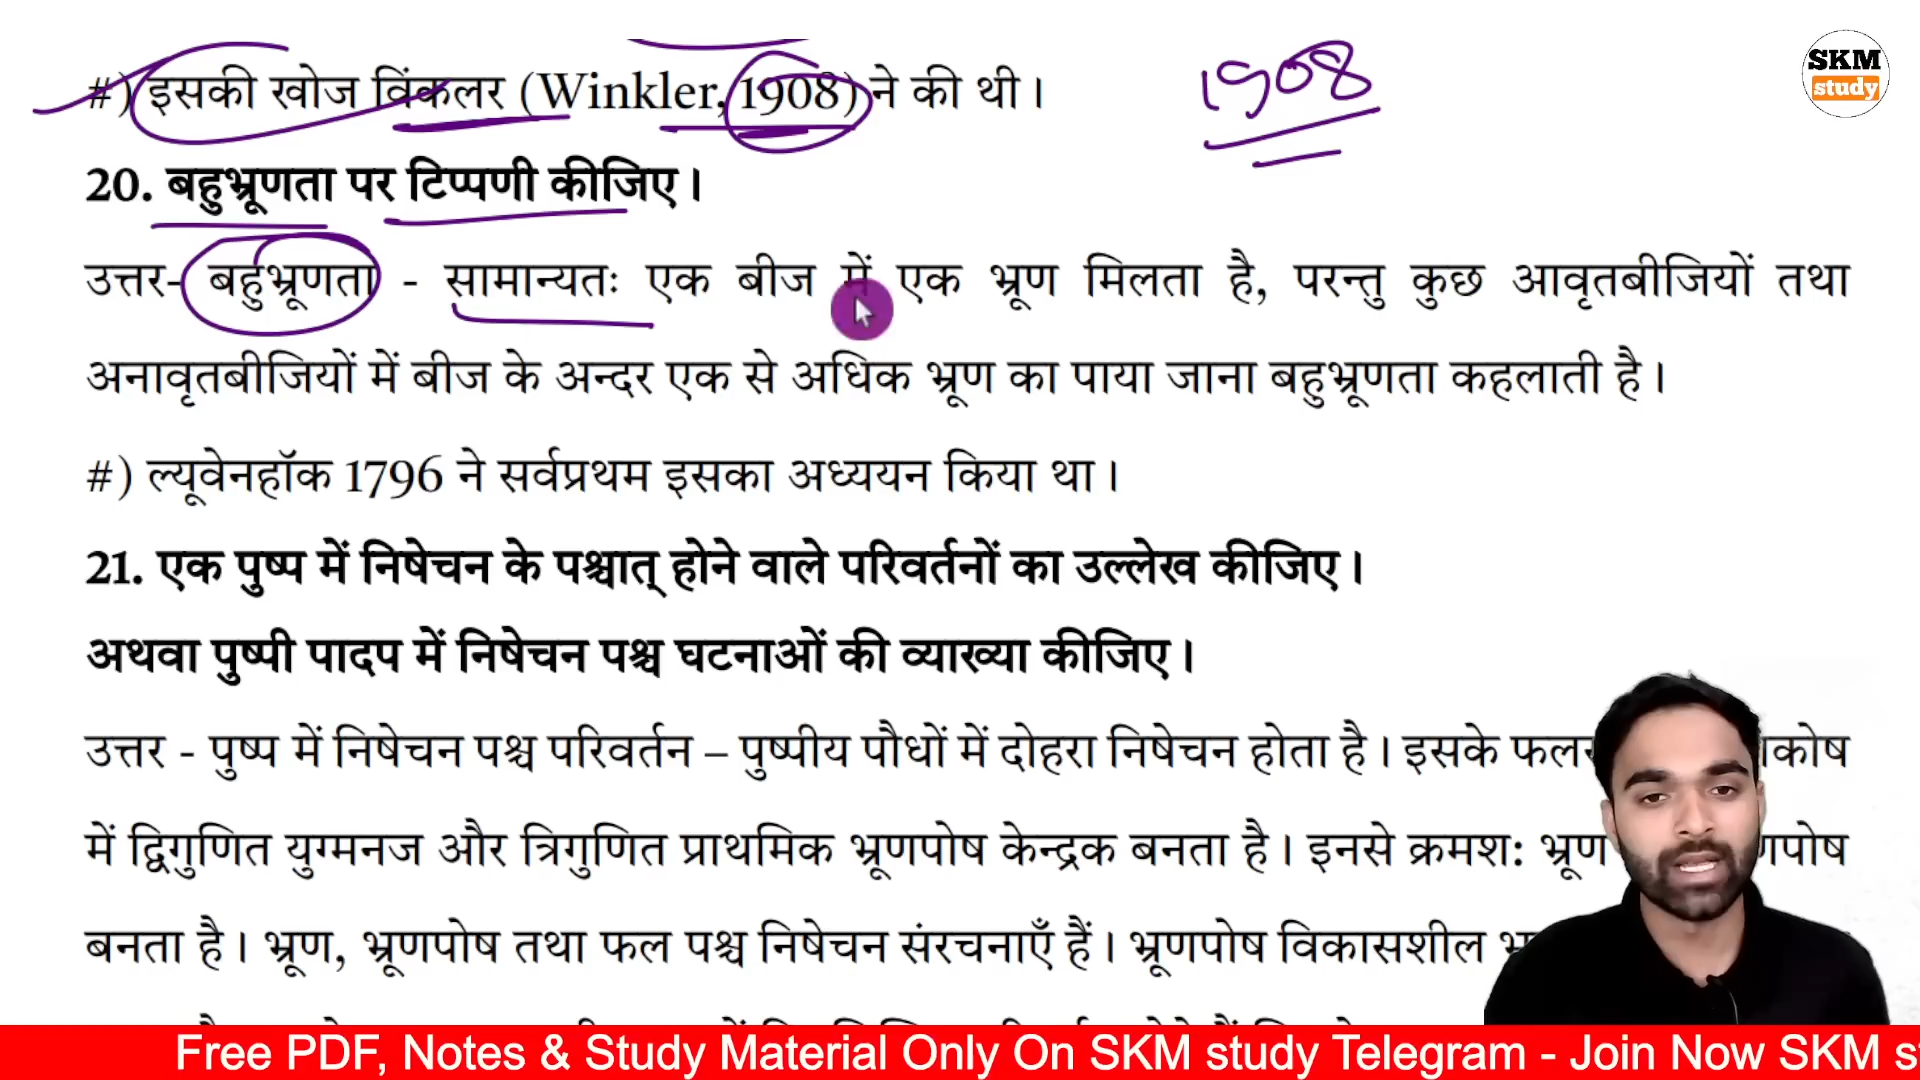 #) इसकी खोज विंकलर (Winkler, 1908) ने की थी।
1908
SKM
study
20. बहुभ्रूणता पर टिप्पणी कीजिए।
उत्तर- बहुभ्रूणता - सामान्यतः एक बीज में एक भ्रूण मिलता है, परन्तु कुछ आवृतबीजियों तथा
अनावृतबीजियों में बीज के अन्दर एक से अधिक भ्रूण का पाया जाना बहुभ्रूणता कहलाती है।
#) ल्यूवेनहॉक 1796 ने सर्वप्रथम इसका अध्ययन किया था।
21. एक पुष्प में निषेचन के पश्चात् होने वाले परिवर्तनों का उल्लेख कीजिए।
अथवा पुष्पी पादप में निषेचन पश्च घटनाओं की व्याख्या कीजिए।
उत्तर - पुष्प में निषेचन पश्च परिवर्तन – पुष्पीय पौधों में दोहरा निषेचन होता है। इसके
में द्विगुणित युग्मनज और त्रिगुणित प्राथमिक भ्रूणपोष केन्द्रक बनता है। इनसे क्रमश: भ्रूण
बनता है। भ्रूण, भ्रूणपोष तथा फल पश्च निषेचन संरचनाएँ हैं। भ्रूणपोष विकासशील
Free PDF, Notes & Study Material Only On SKM study Telegram - Join Now SKM